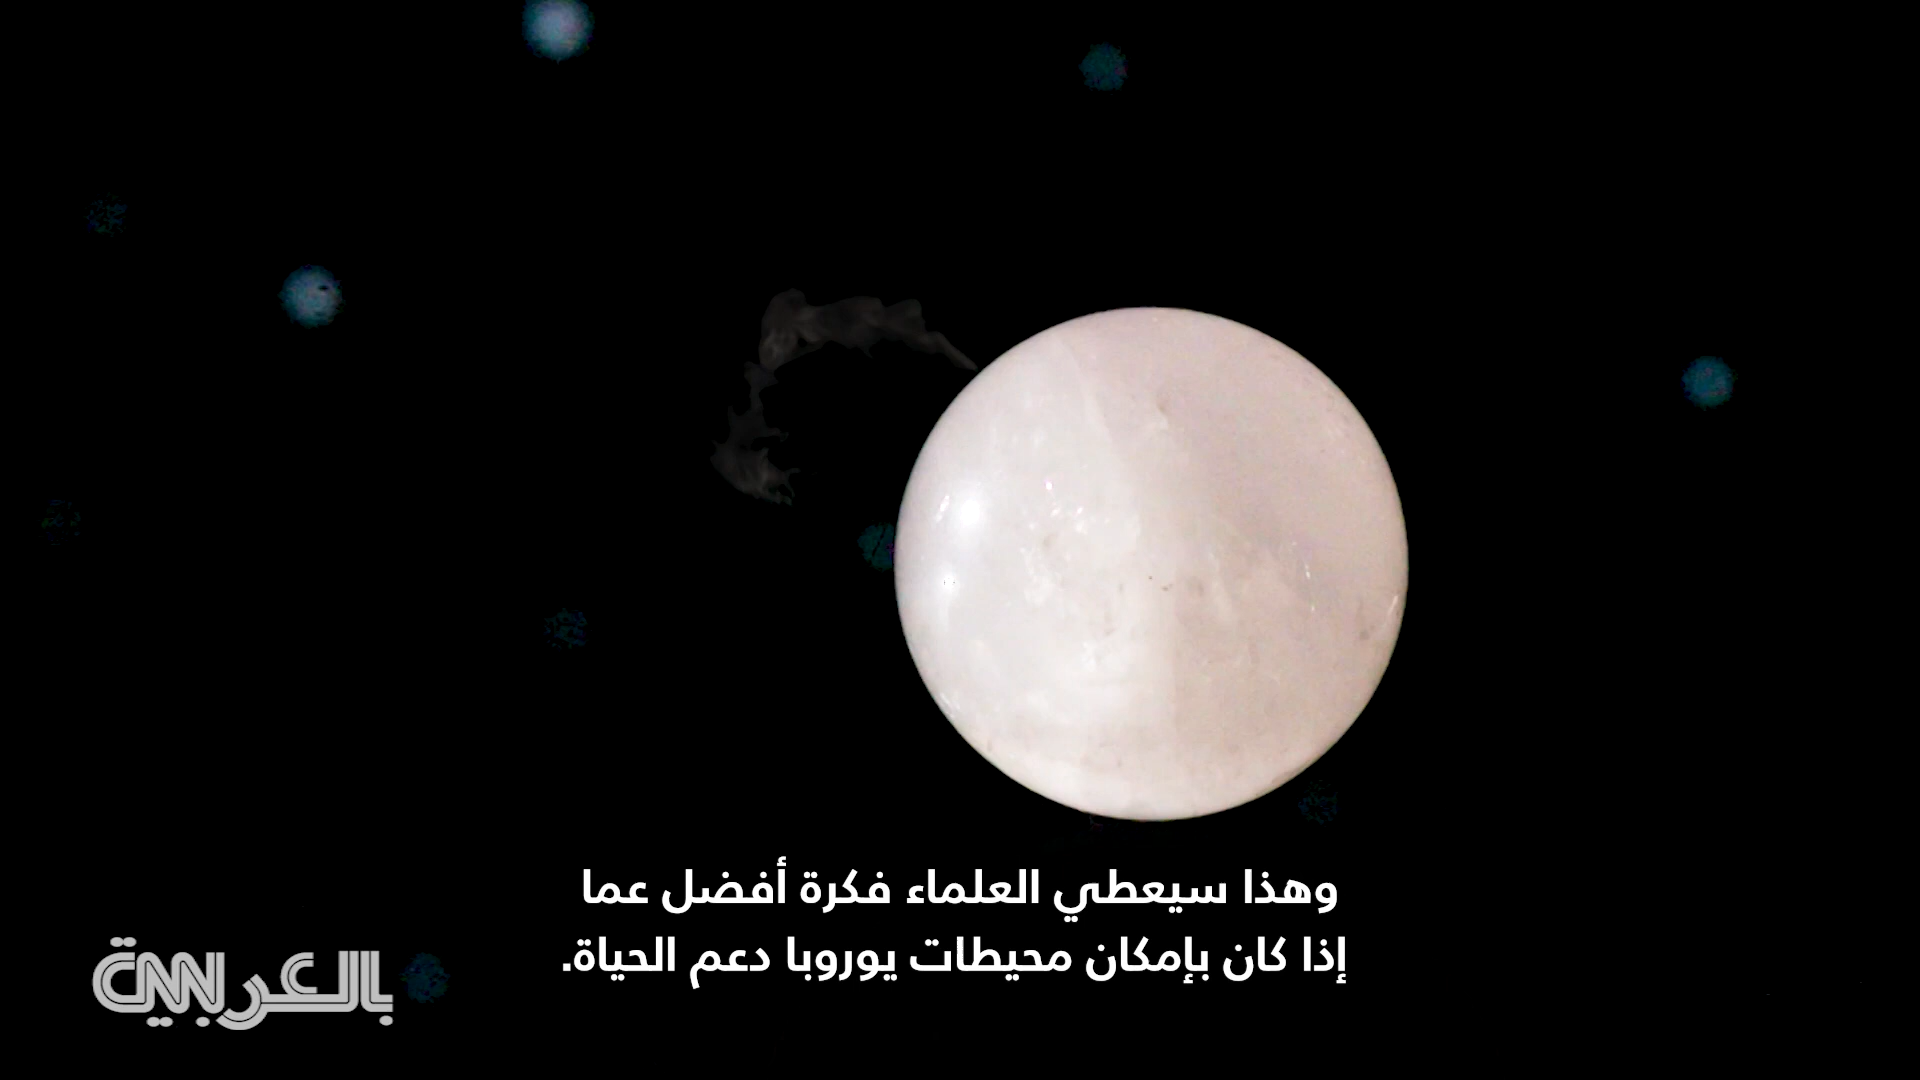 وهذا سيعطي العلماء فكرة أفضل عما
إذا كان بإمكان محيطات يوروبا دعم الحياة.
CNN بالعربية